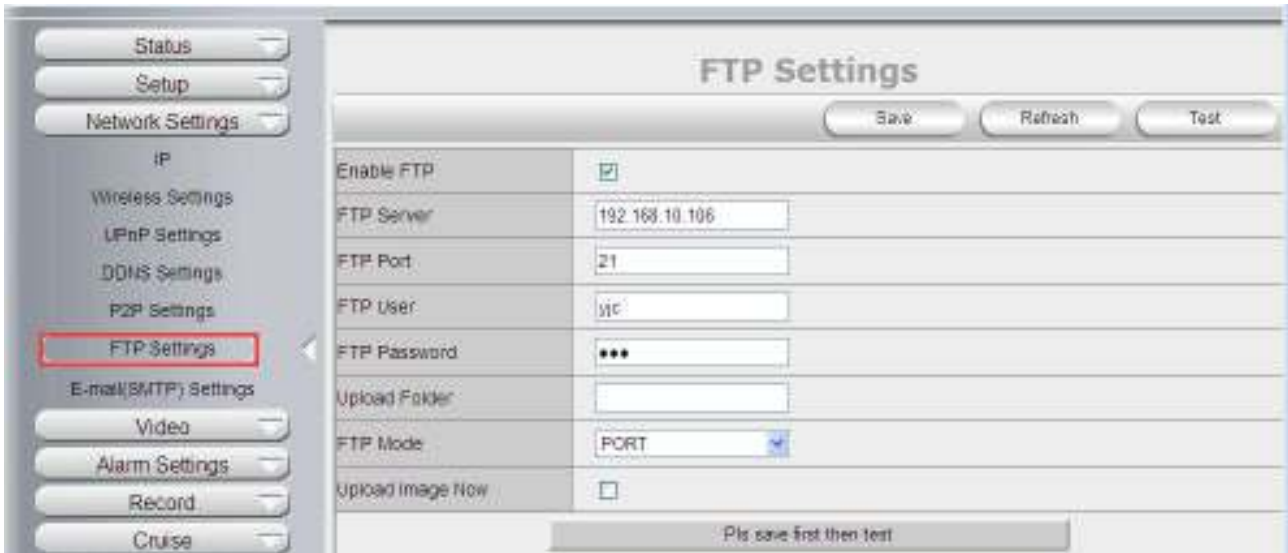 Status
Setup
Network Settings
IP
Wireless Settings
UPnP Settings
DDNS Settings
P2P Settings
FTP Settings
E-mail(SMTP) Settings
Video
Alarm Settings
Record
Cruise
FTP Settings
Save
Refresh
Test
Enable FTP
FTP Server
192.168.10.106
FTP Port
21
FTP User
yjc
FTP Password
•••
Upload Folder
FTP Mode
PORT
Upload Image Now
Pls save first then test